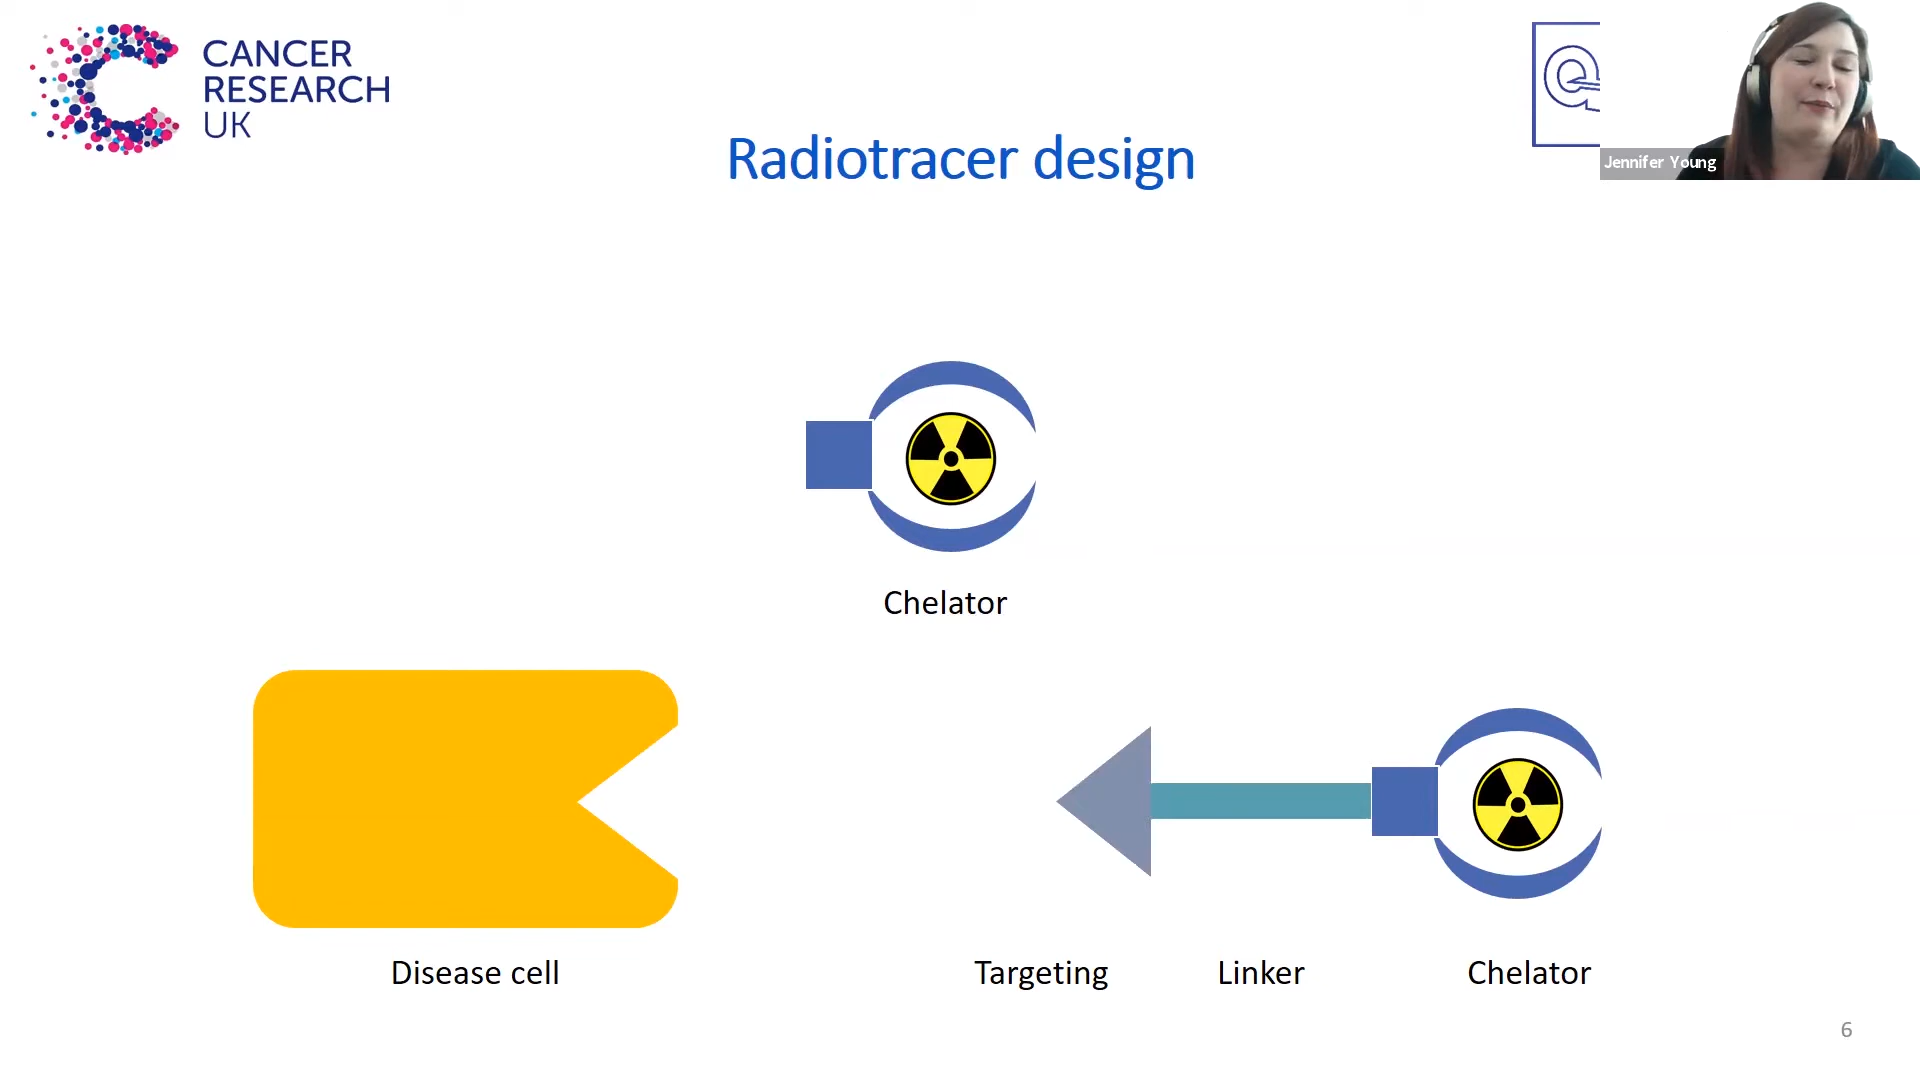 CANCER
RESEARCH
UK
Jennifer Young
Radiotracer design
Chelator
Disease cell
Targeting
Linker
Chelator
6